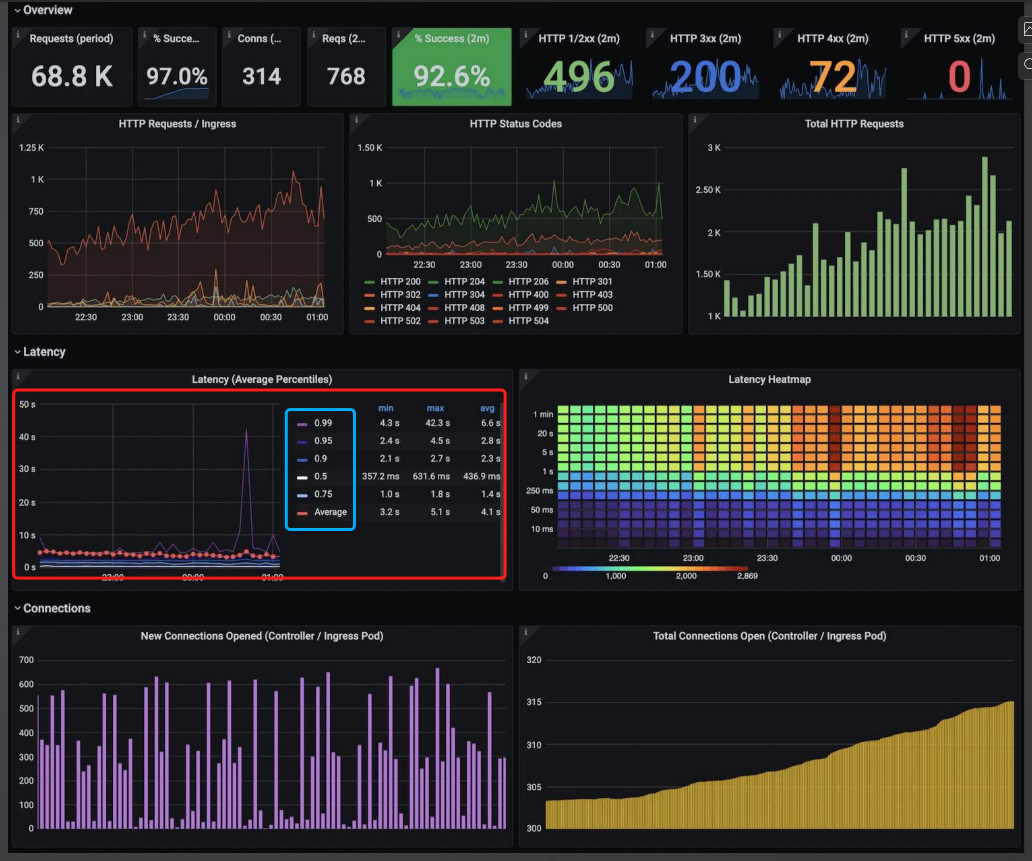 Overview
Requests (period)
% Succe...
Conns (...
Reqs (2...
% Success (2m)
HTTP 1/2xx (2m)
HTTP 3xx (2m)
HTTP 4xx (2m)
HTTP 5xx (2m)
68.8 K
97.0%
314
768
92.6%
496
200
72
0
HTTP Requests / Ingress
1.25 K
1 K
750
500
250
0
22:30 23:00 23:30 00:00 00:30 01:00
HTTP Status Codes
1.50 K
1 K
500
0
22:30 23:00 23:30 00:00 00:30 01:00
HTTP 200 HTTP 204 HTTP 206 HTTP 301
HTTP 302 HTTP 304 HTTP 400 HTTP 403
HTTP 404 HTTP 408 HTTP 499 HTTP 500
HTTP 502 HTTP 503 HTTP 504
Total HTTP Requests
3 K
2.50 K
2 K
1.50 K
1 K
Latency
Latency (Average Percentiles)
50 s
40 s
30 s
20 s
10 s
0 s
23:00 00:00 01:00
min max avg
0.99 4.3 s 42.3 s 6.6 s
0.95 2.4 s 4.5 s 2.8 s
0.9 2.1 s 2.7 s 2.3 s
0.5 357.2 ms 631.6 ms 436.9 ms
0.75 1.0 s 1.8 s 1.4 s
Average 3.2 s 5.1 s 4.1 s
Latency Heatmap
1 min
20 s
5 s
1 s
250 ms
50 ms
10 ms
22:30 23:00 23:30 00:00 00:30 01:00
0 1,000 2,000 2,869
Connections
New Connections Opened (Controller / Ingress Pod)
700
600
500
400
300
200
100
0
Total Connections Open (Controller / Ingress Pod)
320
315
310
305
300